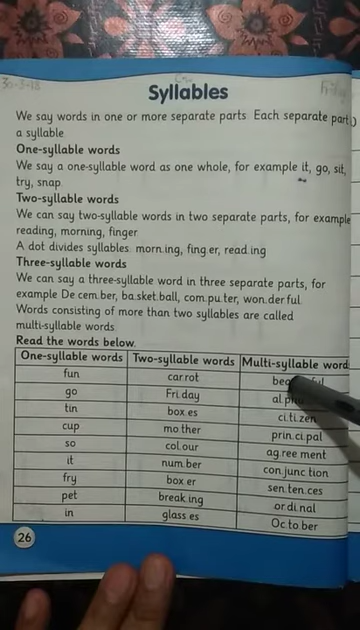 30-3-18
Friday
Syllables
We say words in one or more separate parts. Each separate part
a syllable.
One-syllable words
We say a one-syllable word as one whole, for example it, go, sit,
try, snap.
Two-syllable words
We can say two-syllable words in two separate parts, for example
reading, morning, finger.
A dot divides syllables: morn.ing, fing.er, read.ing
Three-syllable words
We can say a three-syllable word in three separate parts, for
example De.cem.ber, ba.sket.ball, com.pu.ter, won.der.ful.
Words consisting of more than two syllables are called
multi-syllable words.
Read the words below.
One-syllable words Two-syllable words Multi-syllable word
fun car.rot
go Fri.day
tin box.es ci.ti.zen
cup mo.ther prin.ci.pal
so col.our ag.ree.ment
it num.ber con.junc.tion
fry box.er sen.ten.ces
pet break.ing or.di.nal
in glass.es Oc.to.ber
26